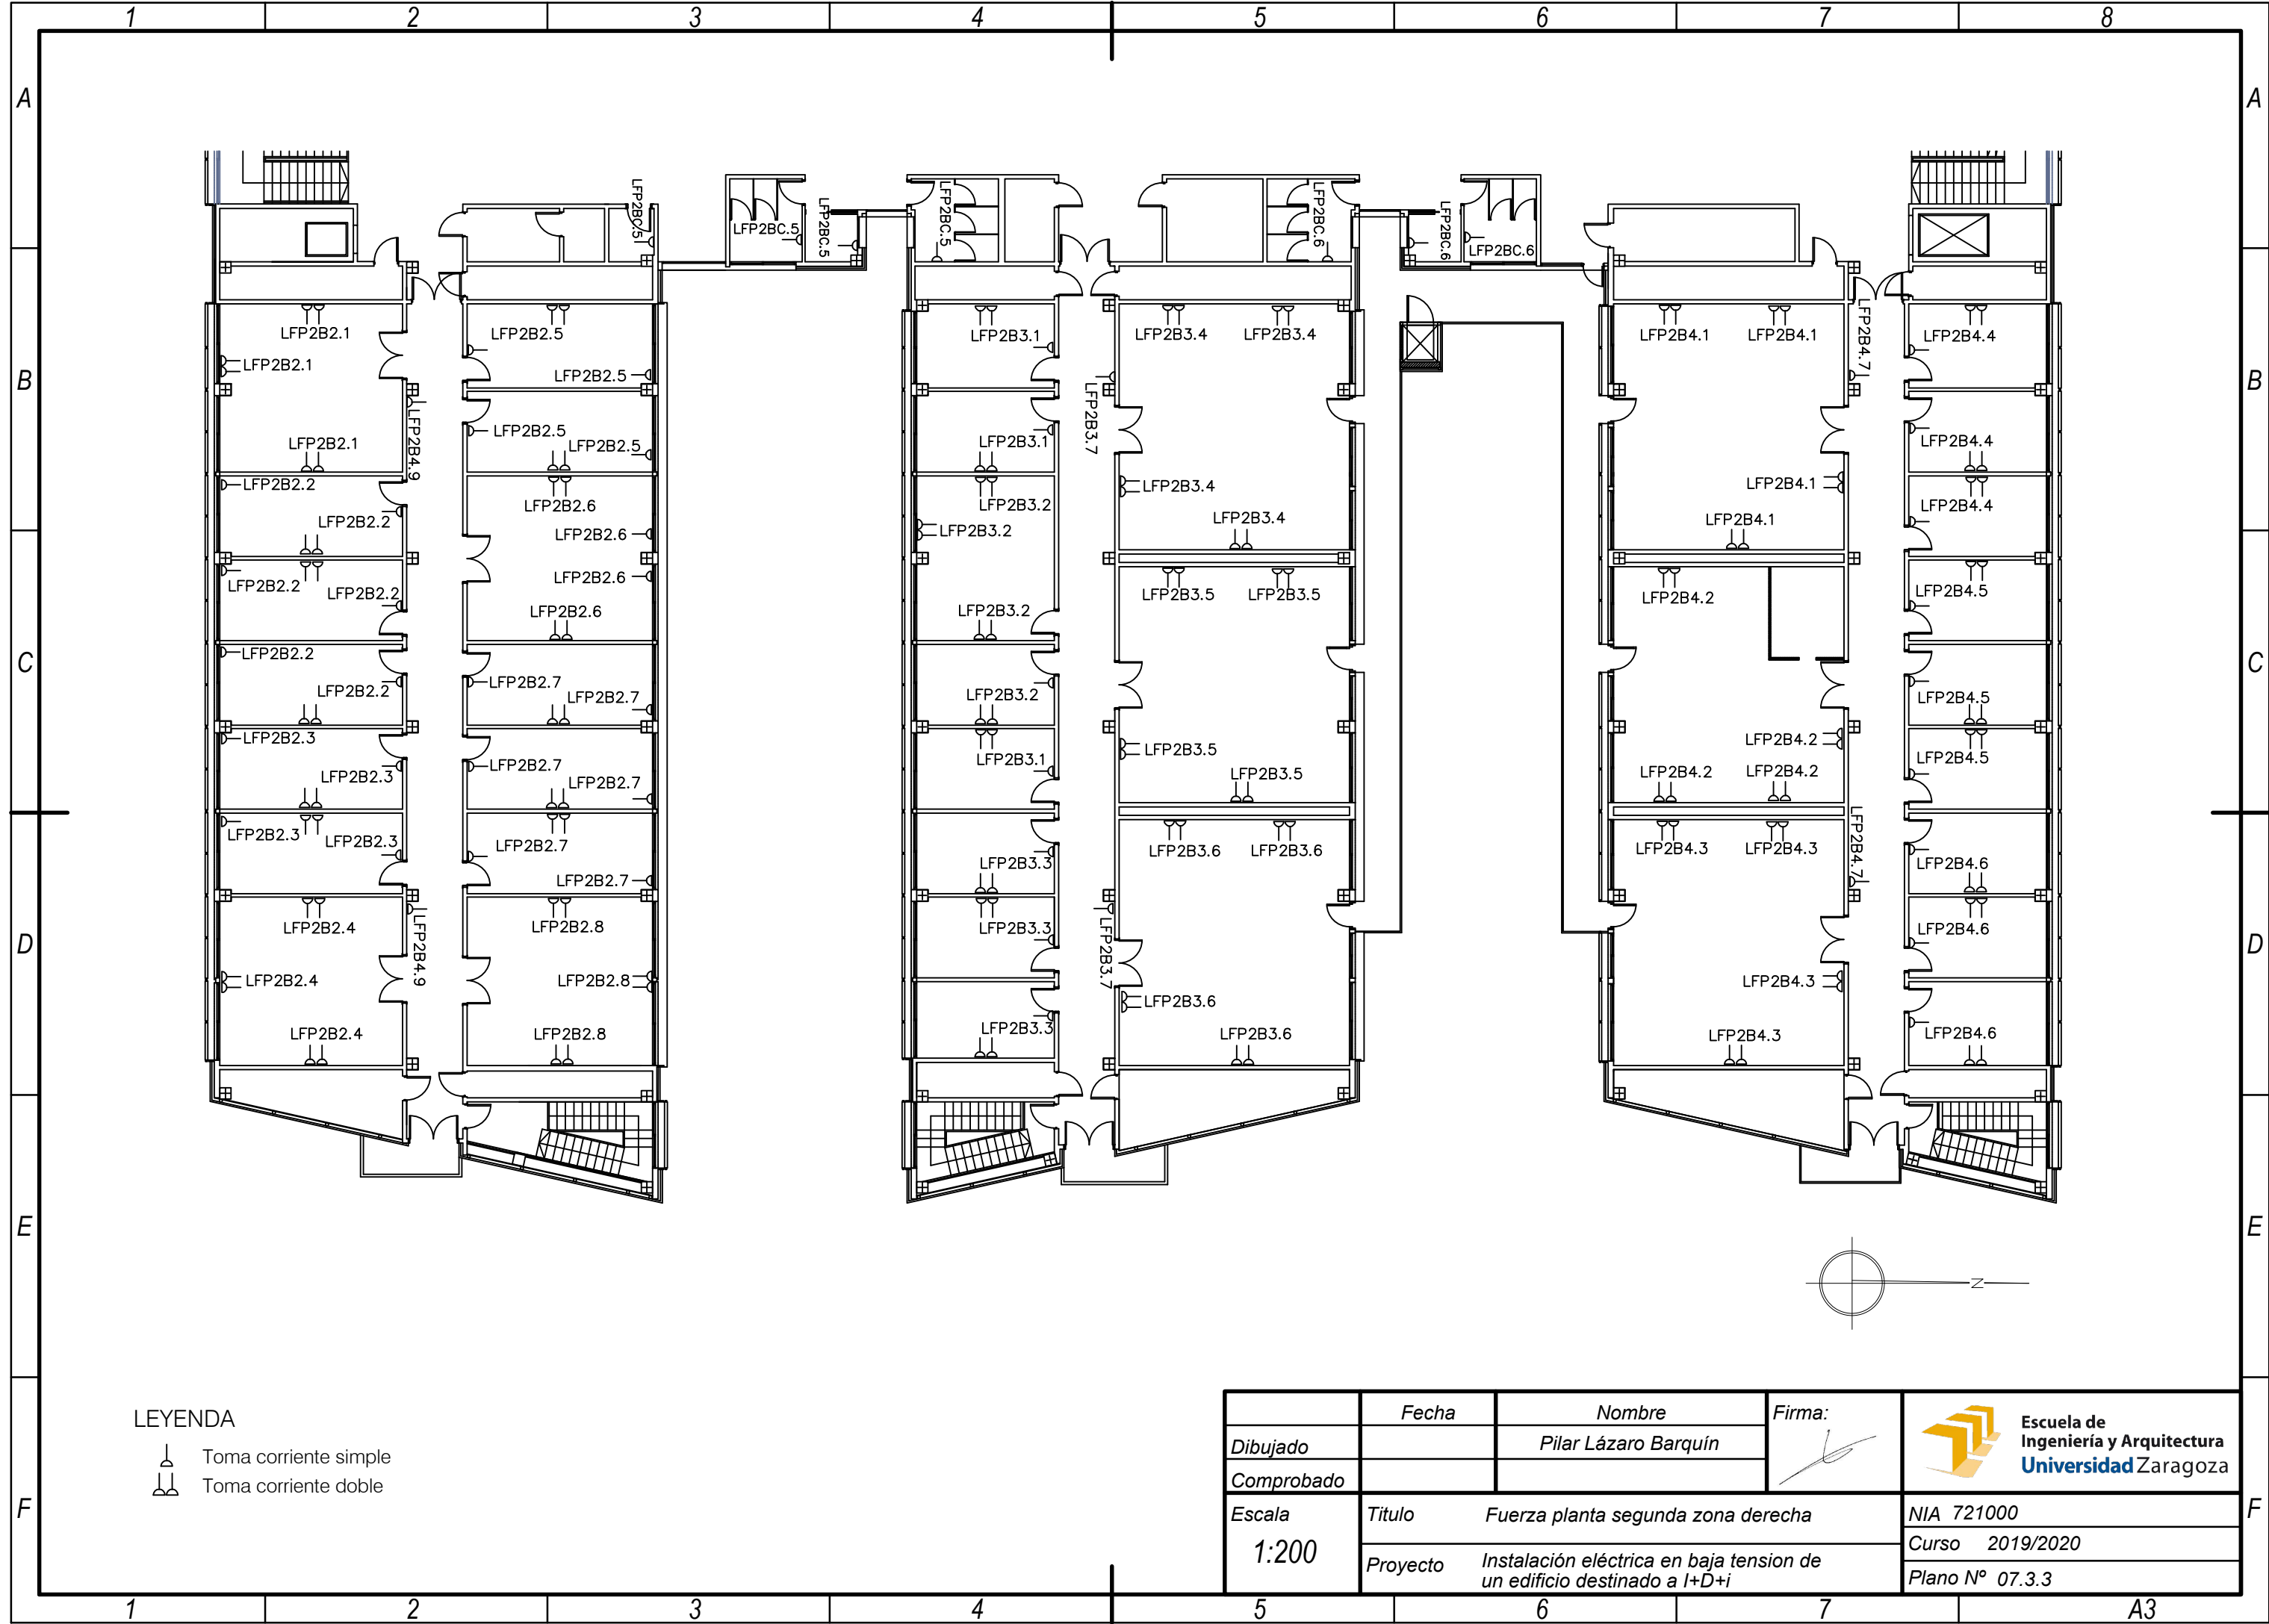 1 2 3 4 5 6 7 8
A A
B B
C C
D D
E E
F F
LFP2BC.5
LFP2BC.5
LFP2BC.5
LFP2BC.5
LFP2BC.6
LFP2BC.6
LFP2BC.6
LFP2B2.1
LFP2B2.1
LFP2B2.1
LFP2B4.9
LFP2B2.2
LFP2B2.2
LFP2B2.2
LFP2B2.2
LFP2B2.2
LFP2B2.2
LFP2B2.3
LFP2B2.3
LFP2B2.3
LFP2B2.3
LFP2B2.4
LFP2B4.9
LFP2B2.4
LFP2B2.4
LFP2B2.5
LFP2B2.5
LFP2B2.5
LFP2B2.5
LFP2B2.6
LFP2B2.6
LFP2B2.6
LFP2B2.6
LFP2B2.7
LFP2B2.7
LFP2B2.7
LFP2B2.7
LFP2B2.7
LFP2B2.7
LFP2B2.8
LFP2B2.8
LFP2B2.8
LFP2B3.1
LFP2B3.1
LFP2B3.2
LFP2B3.2
LFP2B3.2
LFP2B3.2
LFP2B3.1
LFP2B3.3
LFP2B3.3
LFP2B3.3
LFP2B3.7
LFP2B3.7
LFP2B3.4
LFP2B3.4
LFP2B3.4
LFP2B3.4
LFP2B3.5
LFP2B3.5
LFP2B3.5
LFP2B3.5
LFP2B3.6
LFP2B3.6
LFP2B3.6
LFP2B3.6
LFP2B4.1
LFP2B4.1
LFP2B4.1
LFP2B4.1
LFP2B4.2
LFP2B4.2
LFP2B4.2
LFP2B4.2
LFP2B4.3
LFP2B4.3
LFP2B4.3
LFP2B4.3
LFP2B4.7
LFP2B4.7
LFP2B4.4
LFP2B4.4
LFP2B4.4
LFP2B4.5
LFP2B4.5
LFP2B4.5
LFP2B4.6
LFP2B4.6
LFP2B4.6
N
LEYENDA
Toma corriente simple
Toma corriente doble
Fecha Nombre Firma:
Dibujado Pilar Lázaro Barquín
Comprobado
Escuela de
Ingeniería y Arquitectura
Universidad Zaragoza
Escala
1:200
Titulo Fuerza planta segunda zona derecha
Proyecto Instalación eléctrica en baja tension de
un edificio destinado a I+D+i
NIA 721000
Curso 2019/2020
Plano Nº 07.3.3
1 2 3 4 5 6 7 A3